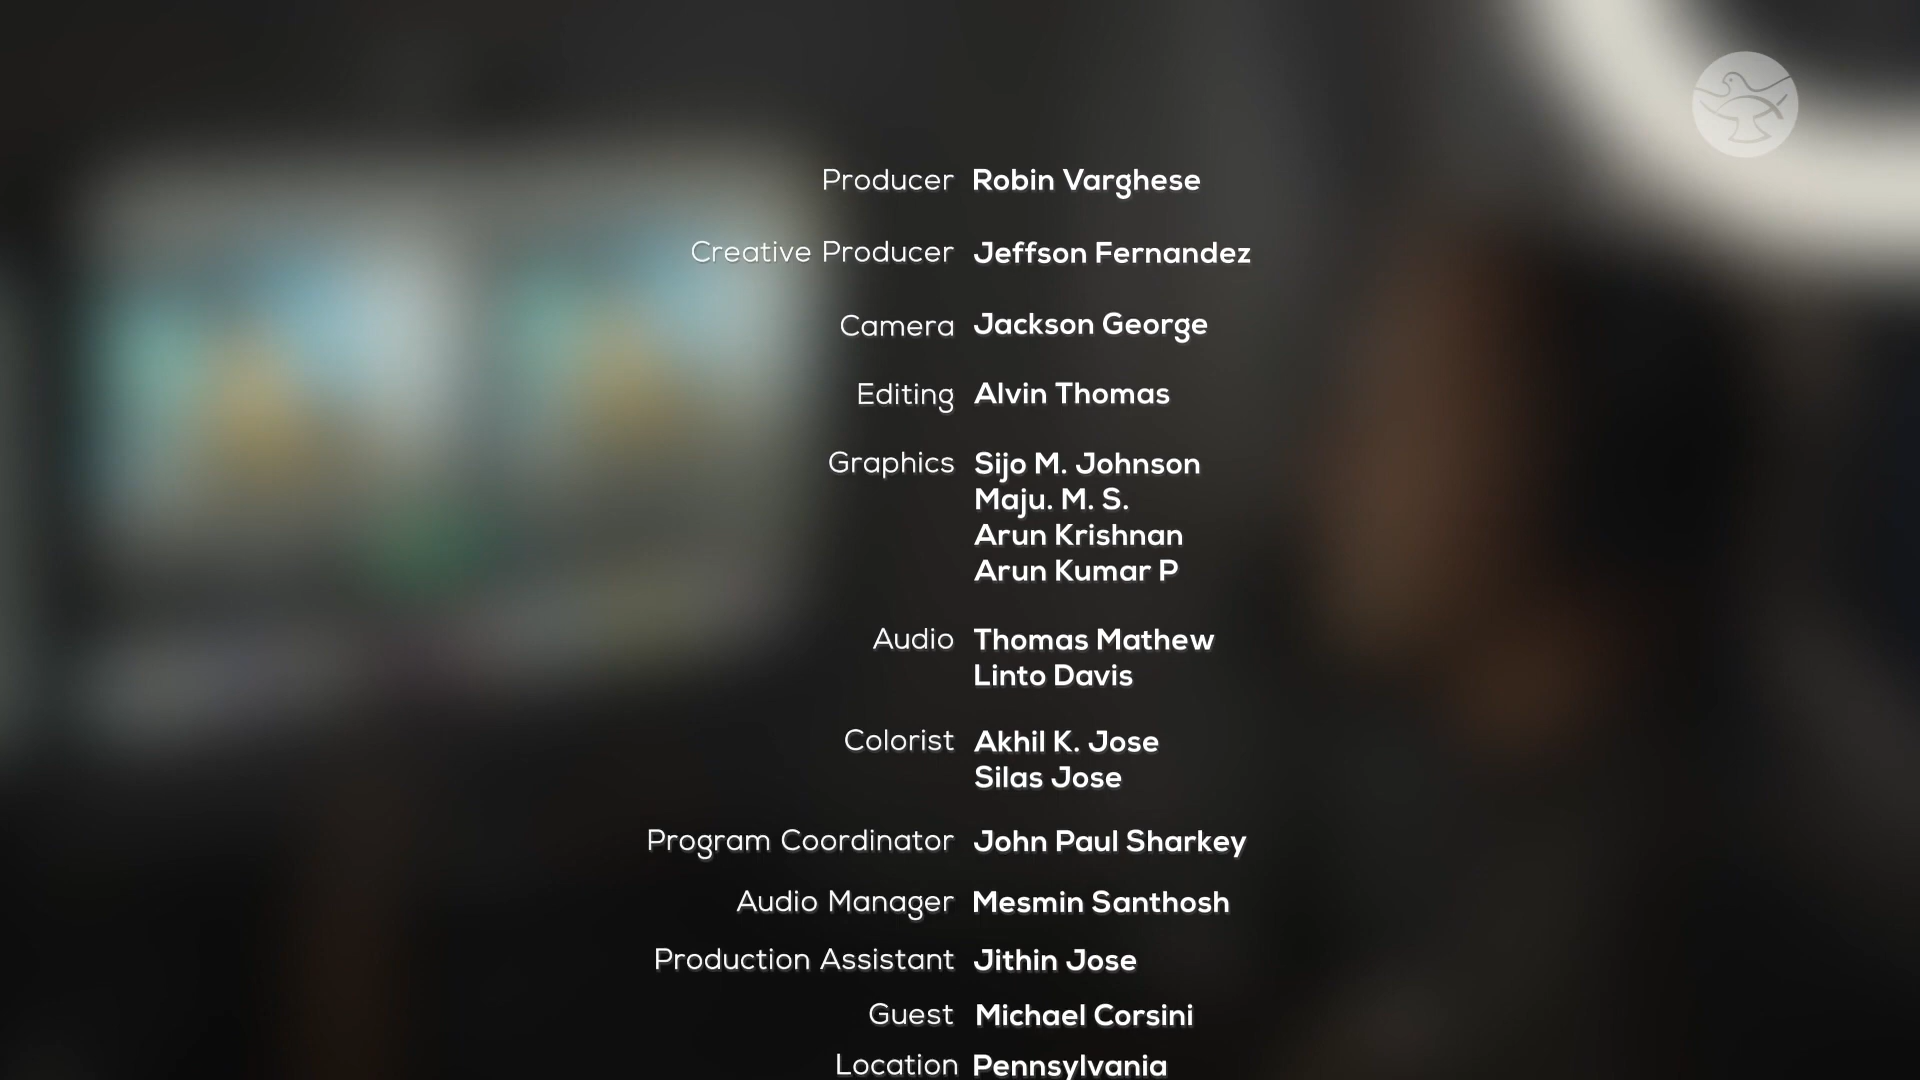 Producer Robin Varghese
Creative Producer Jeffson Fernandez
Camera Jackson George
Editing Alvin Thomas
Graphics Sijo M. Johnson
Maju. M. S.
Arun Krishnan
Arun Kumar P
Audio Thomas Mathew
Linto Davis
Colorist Akhil K. Jose
Silas Jose
Program Coordinator John Paul Sharkey
Audio Manager Mesmin Santhosh
Production Assistant Jithin Jose
Guest Michael Corsini
Location Pennsylvania